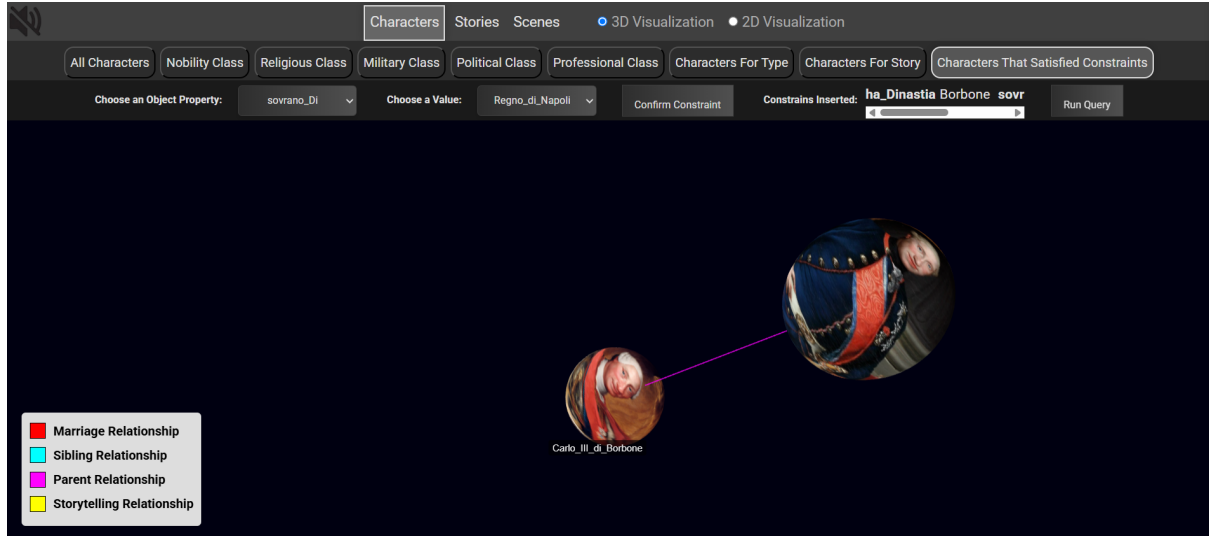 Characters Stories Scenes 3D Visualization 2D Visualization
All Characters Nobility Class Religious Class Military Class Political Class Professional Class Characters For Type Characters For Story Characters That Satisfied Constraints
Choose an Object Property: sovrano_Di Choose a Value: Regno_di_Napoli Confirm Constraint Constrains Inserted: ha_Dinastia Borbone sovr Run Query
Carlo_III_di_Borbone
Marriage Relationship
Sibling Relationship
Parent Relationship
Storytelling Relationship